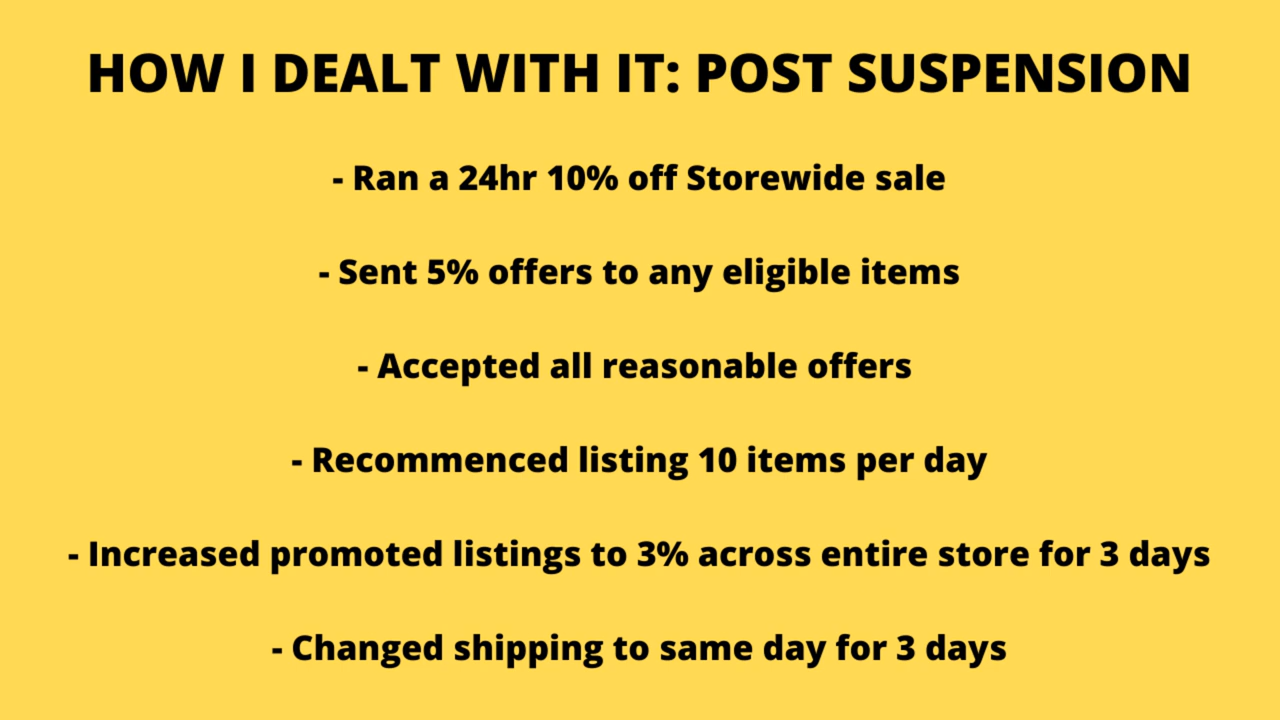 HOW I DEALT WITH IT: POST SUSPENSION
- Ran a 24hr 10% off Storewide sale
- Sent 5% offers to any eligible items
- Accepted all reasonable offers
- Recommenced listing 10 items per day
- Increased promoted listings to 3% across entire store for 3 days
- Changed shipping to same day for 3 days